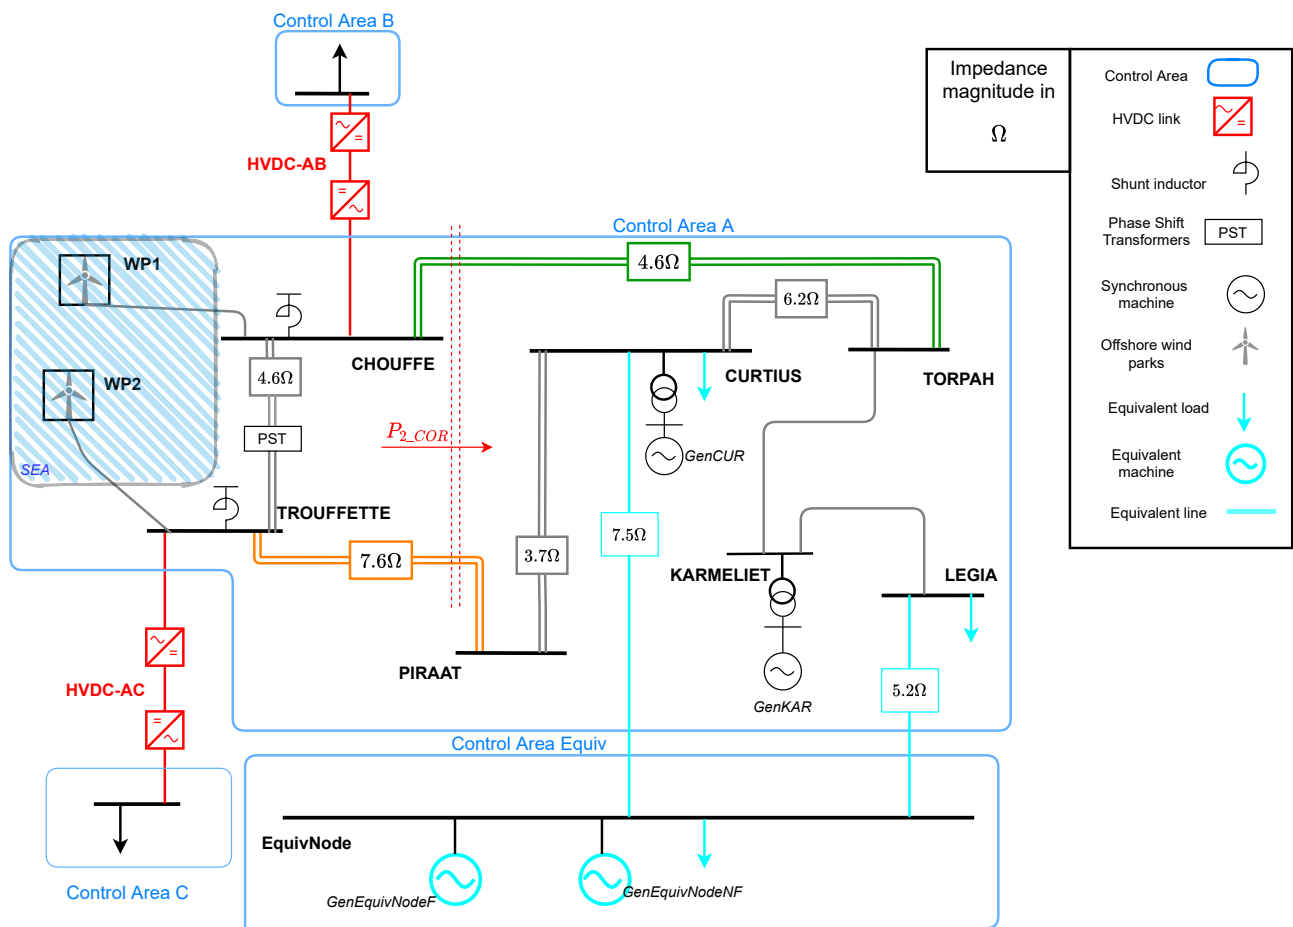 Control Area B
Impedance
magnitude in
Ω
Control Area
HVDC link
Shunt inductor
Phase Shift
Transformers
PST
Synchronous
machine
Offshore wind
parks
Equivalent load
Equivalent
machine
Equivalent line
HVDC-AB
Control Area A
WP1
4.6Ω
6.2Ω
CHOUFFE
4.6Ω
CURTIUS
TORPAH
WP2
PST
P2_COR
GenCUR
SEA
TROUFFETTE
7.6Ω
3.7Ω
7.5Ω
KARMELIET
LEGIA
PIRAAT
HVDC-AC
GenKAR
5.2Ω
Control Area Equiv
EquivNode
GenEquivNodeF
GenEquivNodeNF
Control Area C